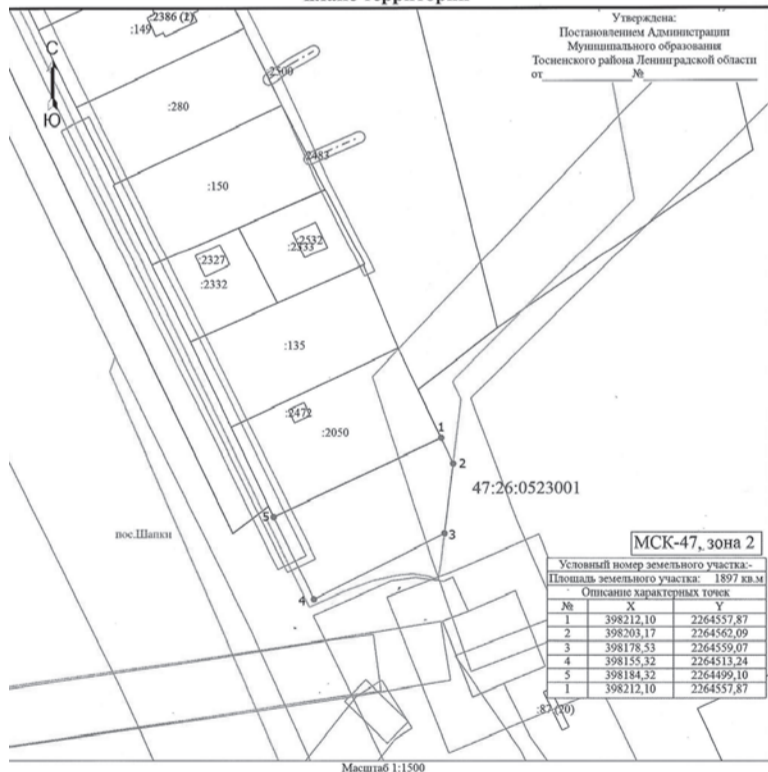 Утверждена:
Постановлением Администрации
Муниципального образования
Тосненского района Ленинградской области
от №
:2386 (2)
:149
С
Ю
:2500
:280
:2483
:150
:2532
:2333
:2327
:2332
:135
:2472
:2050
1
2
47:26:0523001
5
3
пос.Шапки
МСК-47, зона 2
4
Условный номер земельного участка:-
Площадь земельного участка: 1897 кв.м
Описание характерных точек
№ X Y
1 398212,10 2264557,87
2 398203,17 2264562,09
3 398178,53 2264559,07
4 398155,32 2264513,24
5 398184,32 2264499,10
1 398212,10 2264557,87
:87 (20)
Масштаб 1:1500